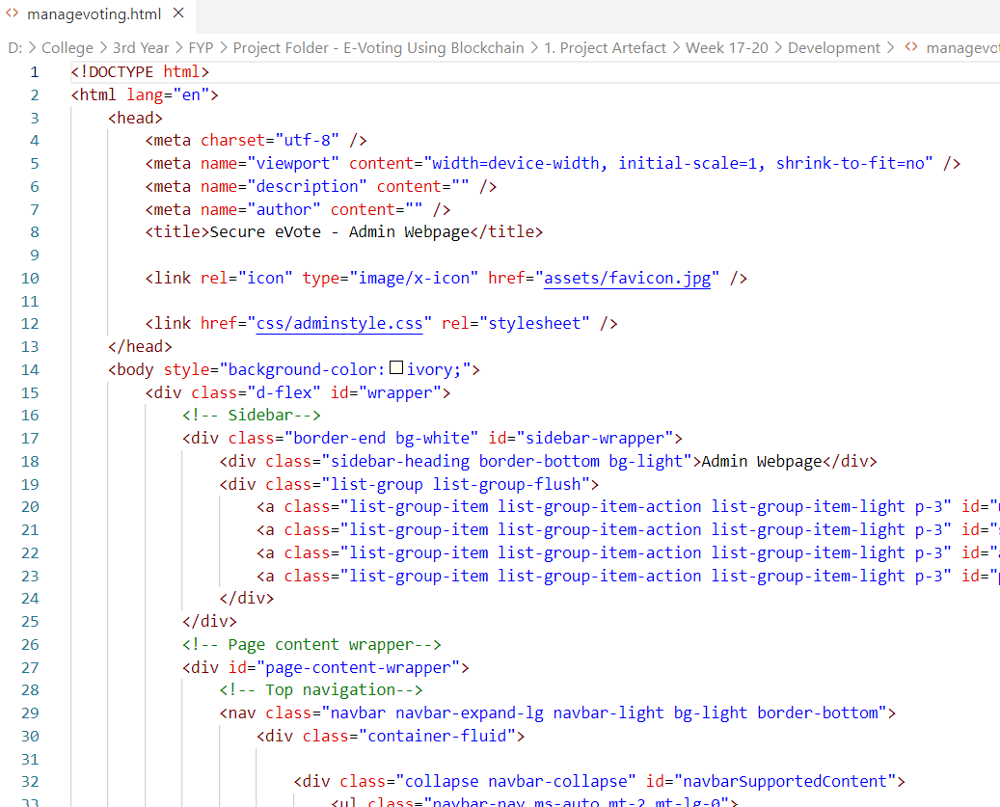 managevoting.html
D: > College > 3rd Year > FYP > Project Folder - E-Voting Using Blockchain > 1. Project Artefact > Week 17-20 > Development > <> managevot
1 <!DOCTYPE html>
2 <html lang="en">
3 <head>
4 <meta charset="utf-8" />
5 <meta name="viewport" content="width=device-width, initial-scale=1, shrink-to-fit=no" />
6 <meta name="description" content="" />
7 <meta name="author" content="" />
8 <title>Secure eVote - Admin Webpage</title>
9
10 <link rel="icon" type="image/x-icon" href="assets/favicon.jpg" />
11
12 <link href="css/adminstyle.css" rel="stylesheet" />
13 </head>
14 <body style="background-color: ivory;">
15 <div class="d-flex" id="wrapper">
16 <!-- Sidebar-->
17 <div class="border-end bg-white" id="sidebar-wrapper">
18 <div class="sidebar-heading border-bottom bg-light">Admin Webpage</div>
19 <div class="list-group list-group-flush">
20 <a class="list-group-item list-group-item-action list-group-item-light p-3" id="
21 <a class="list-group-item list-group-item-action list-group-item-light p-3" id="
22 <a class="list-group-item list-group-item-action list-group-item-light p-3" id="
23 <a class="list-group-item list-group-item-action list-group-item-light p-3" id="
24 </div>
25 </div>
26 <!-- Page content wrapper-->
27 <div id="page-content-wrapper">
28 <!-- Top navigation-->
29 <nav class="navbar navbar-expand-lg navbar-light bg-light border-bottom">
30 <div class="container-fluid">
31
32 <div class="collapse navbar-collapse" id="navbarSupportedContent">
33 <ul class="navbar-nav ms-auto mt-2 mt-lg-0">